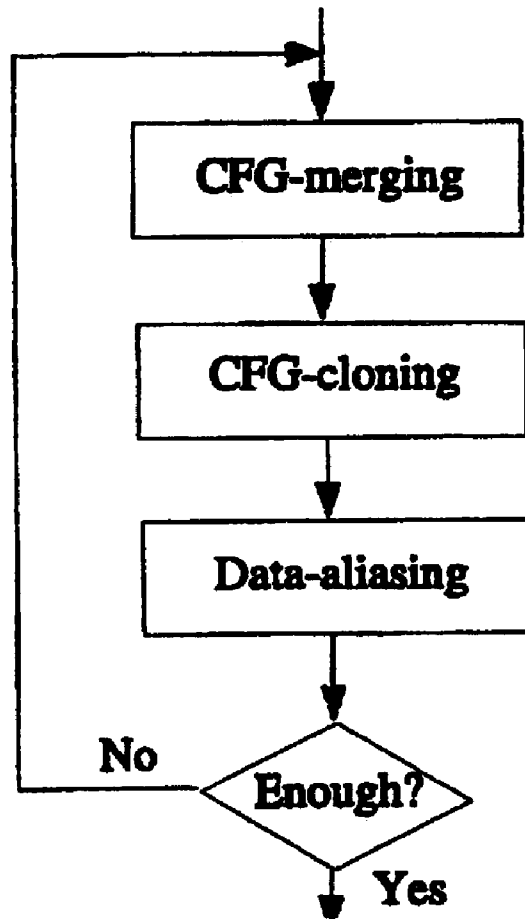 CFG-merging
CFG-cloning
Data-aliasing
No
Enough?
Yes